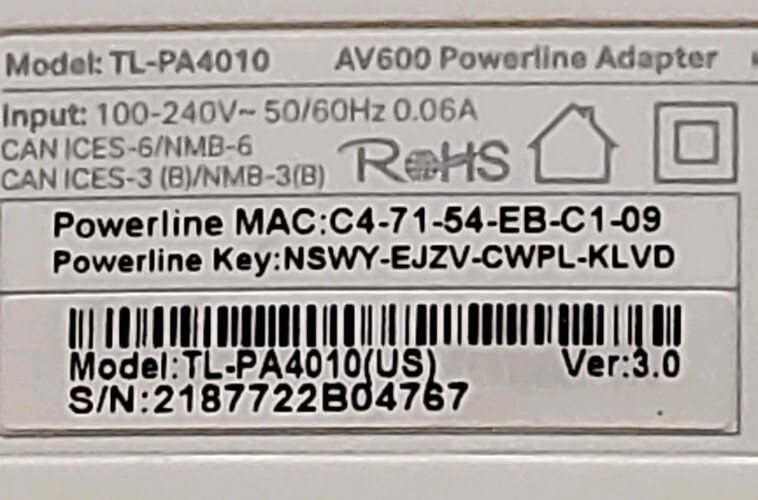 Model: TL-PA4010 AV600 Powerline Adapter
Input: 100-240V~ 50/60Hz 0.06A
CAN ICES-6/NMB-6
CAN ICES-3 (B)/NMB-3(B) RoHS
Powerline MAC:C4-71-54-EB-C1-09
Powerline Key:NSWY-EJZV-CWPL-KLVD
Model:TL-PA4010(US) Ver:3.0
S/N:2187722B04767